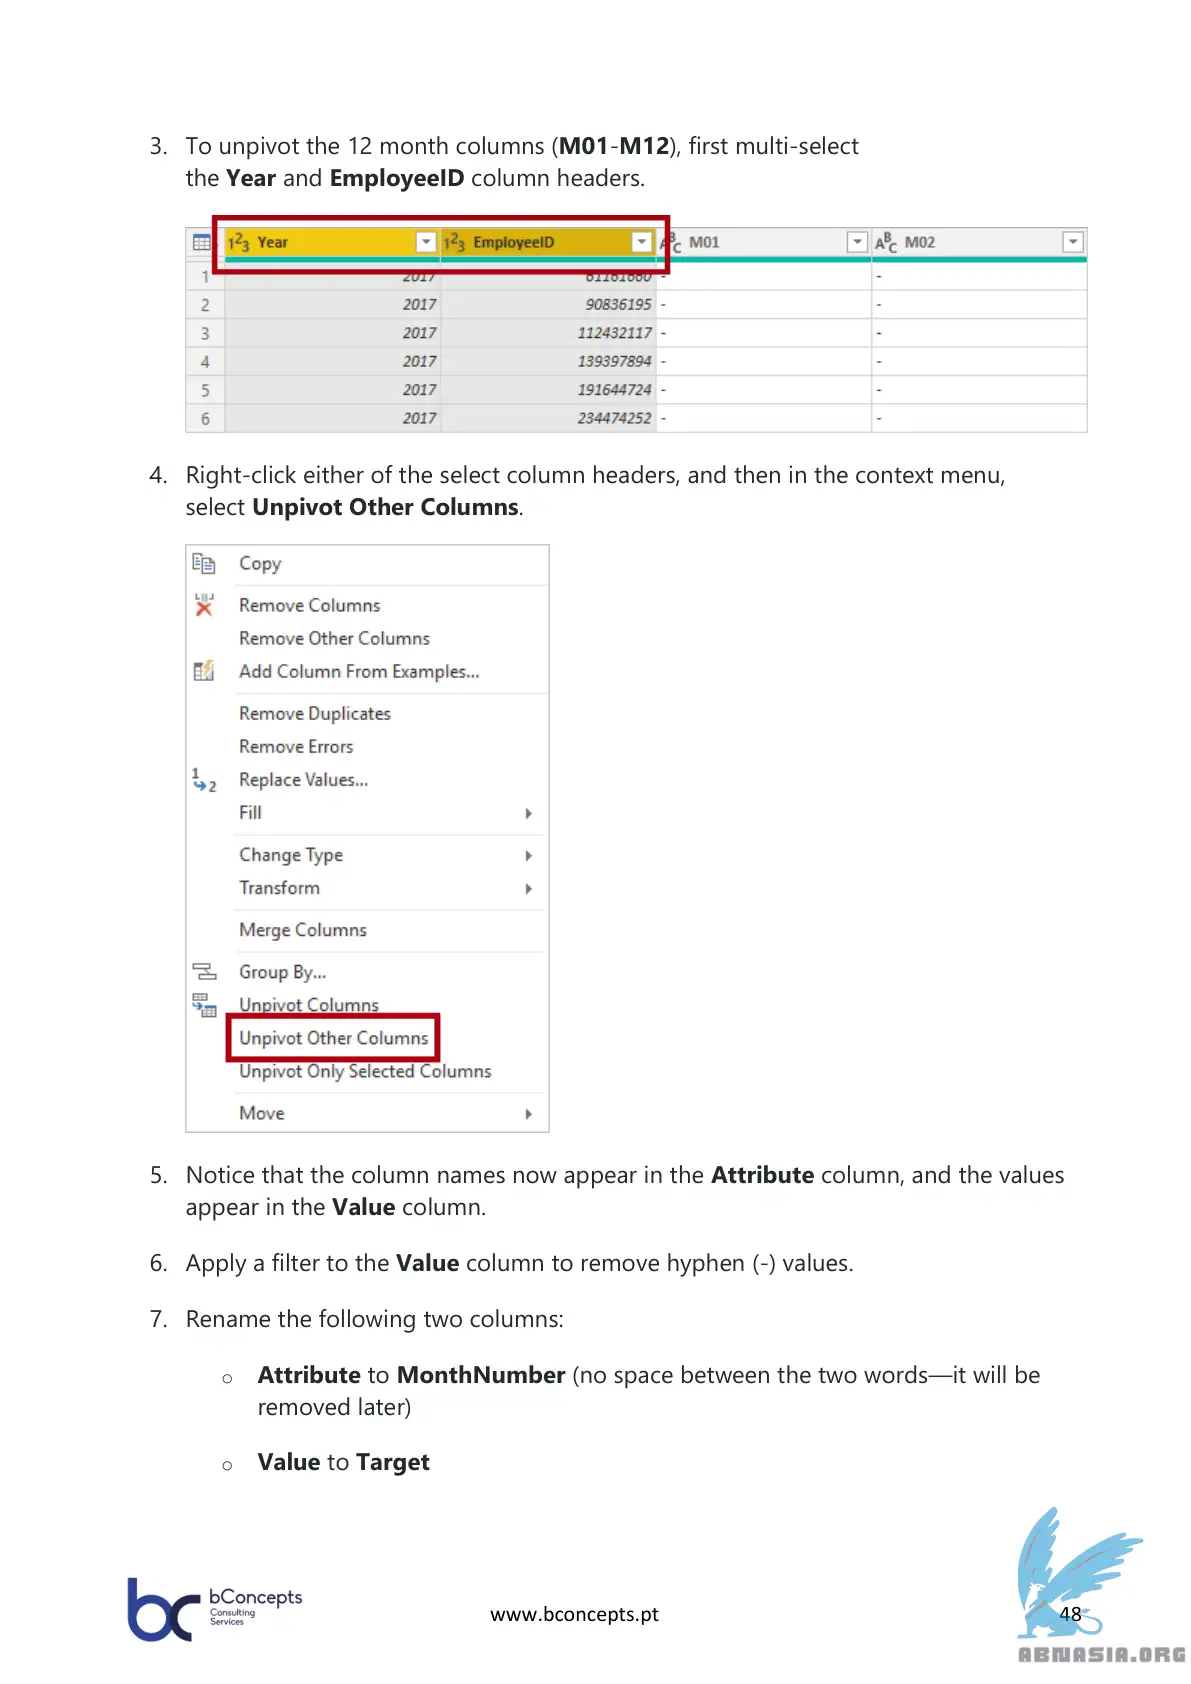 3. To unpivot the 12 month columns (M01-M12), first multi-select
the Year and EmployeeID column headers.
123 Year 123 EmployeeID ABC M01 ABC M02
1 2017 - -
2 2017 90836195 - -
3 2017 112432117 - -
4 2017 139397894 - -
5 2017 191644724 - -
6 2017 234474252 - -
4. Right-click either of the select column headers, and then in the context menu,
select Unpivot Other Columns.
Copy
Remove Columns
Remove Other Columns
Add Column From Examples...
Remove Duplicates
Remove Errors
1 2 Replace Values...
Fill
Change Type
Transform
Merge Columns
Group By...
Unpivot Columns
Unpivot Other Columns
Unpivot Only Selected Columns
Move
5. Notice that the column names now appear in the Attribute column, and the values
appear in the Value column.
6. Apply a filter to the Value column to remove hyphen (-) values.
7. Rename the following two columns:
o Attribute to MonthNumber (no space between the two words—it will be
removed later)
o Value to Target
bc bConcepts
Consulting
Services
www.bconcepts.pt
48
ABNASIA.ORG